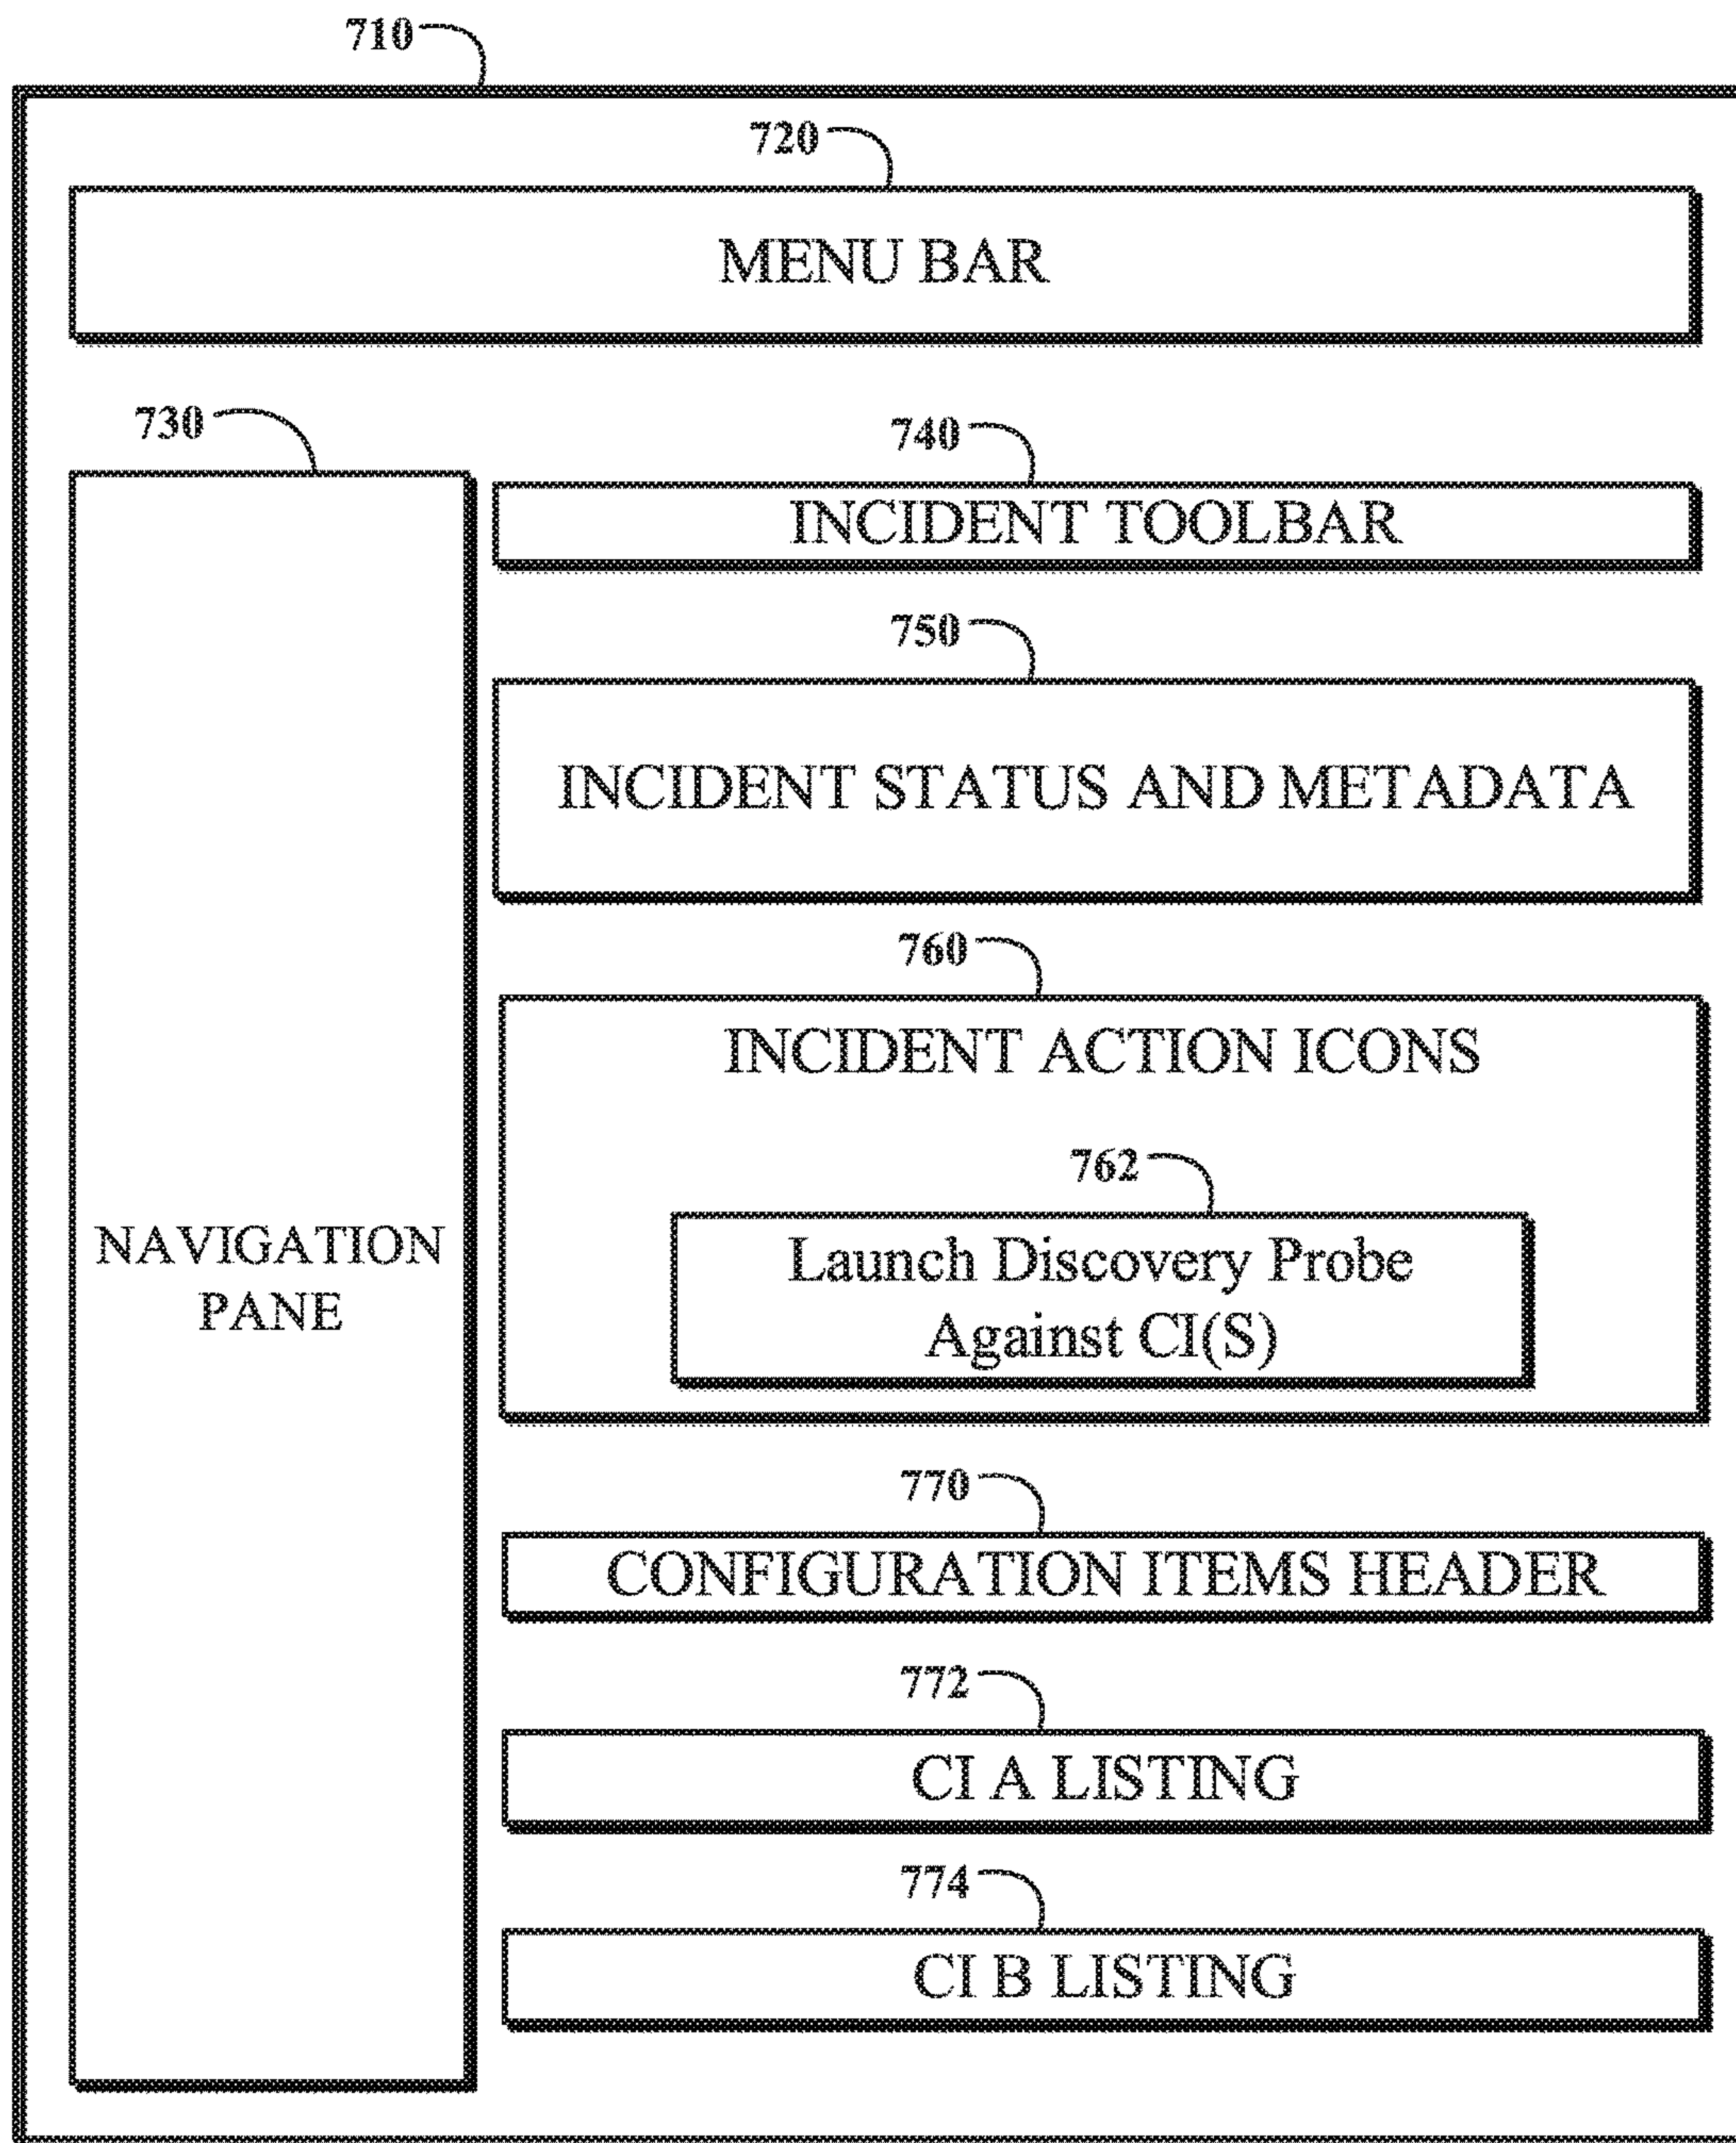 710
720
MENU BAR
730
740
INCIDENT TOOLBAR
750
INCIDENT STATUS AND METADATA
760
INCIDENT ACTION ICONS
762
Launch Discovery Probe
Against CI(S)
NAVIGATION
PANE
770
CONFIGURATION ITEMS HEADER
772
CI A LISTING
774
CI B LISTING